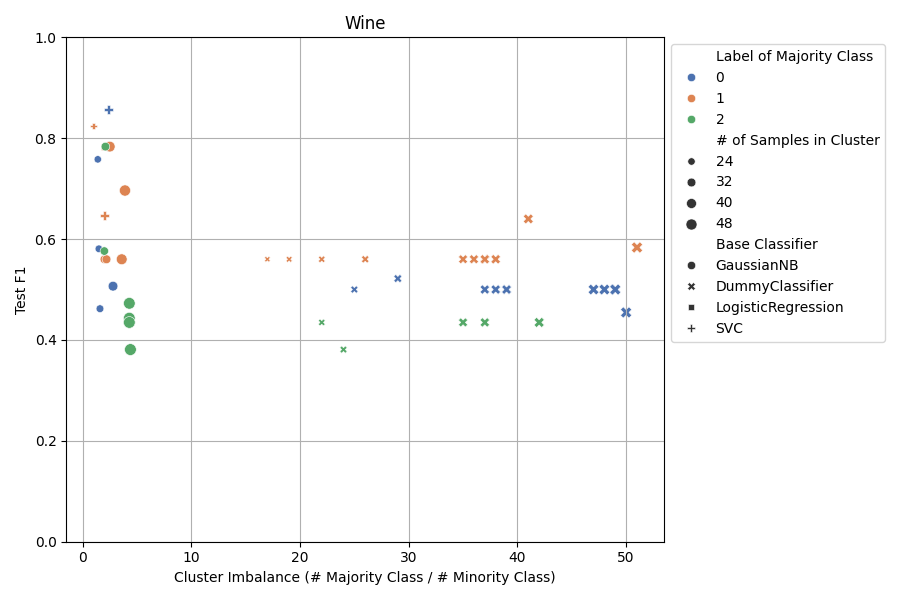 Wine
1.0
0.8
0.6
0.4
0.2
0.0
Test F1
0
10
20
30
40
50
Cluster Imbalance (# Majority Class / # Minority Class)
Label of Majority Class
0
1
2
# of Samples in Cluster
24
32
40
48
Base Classifier
GaussianNB
DummyClassifier
LogisticRegression
SVC